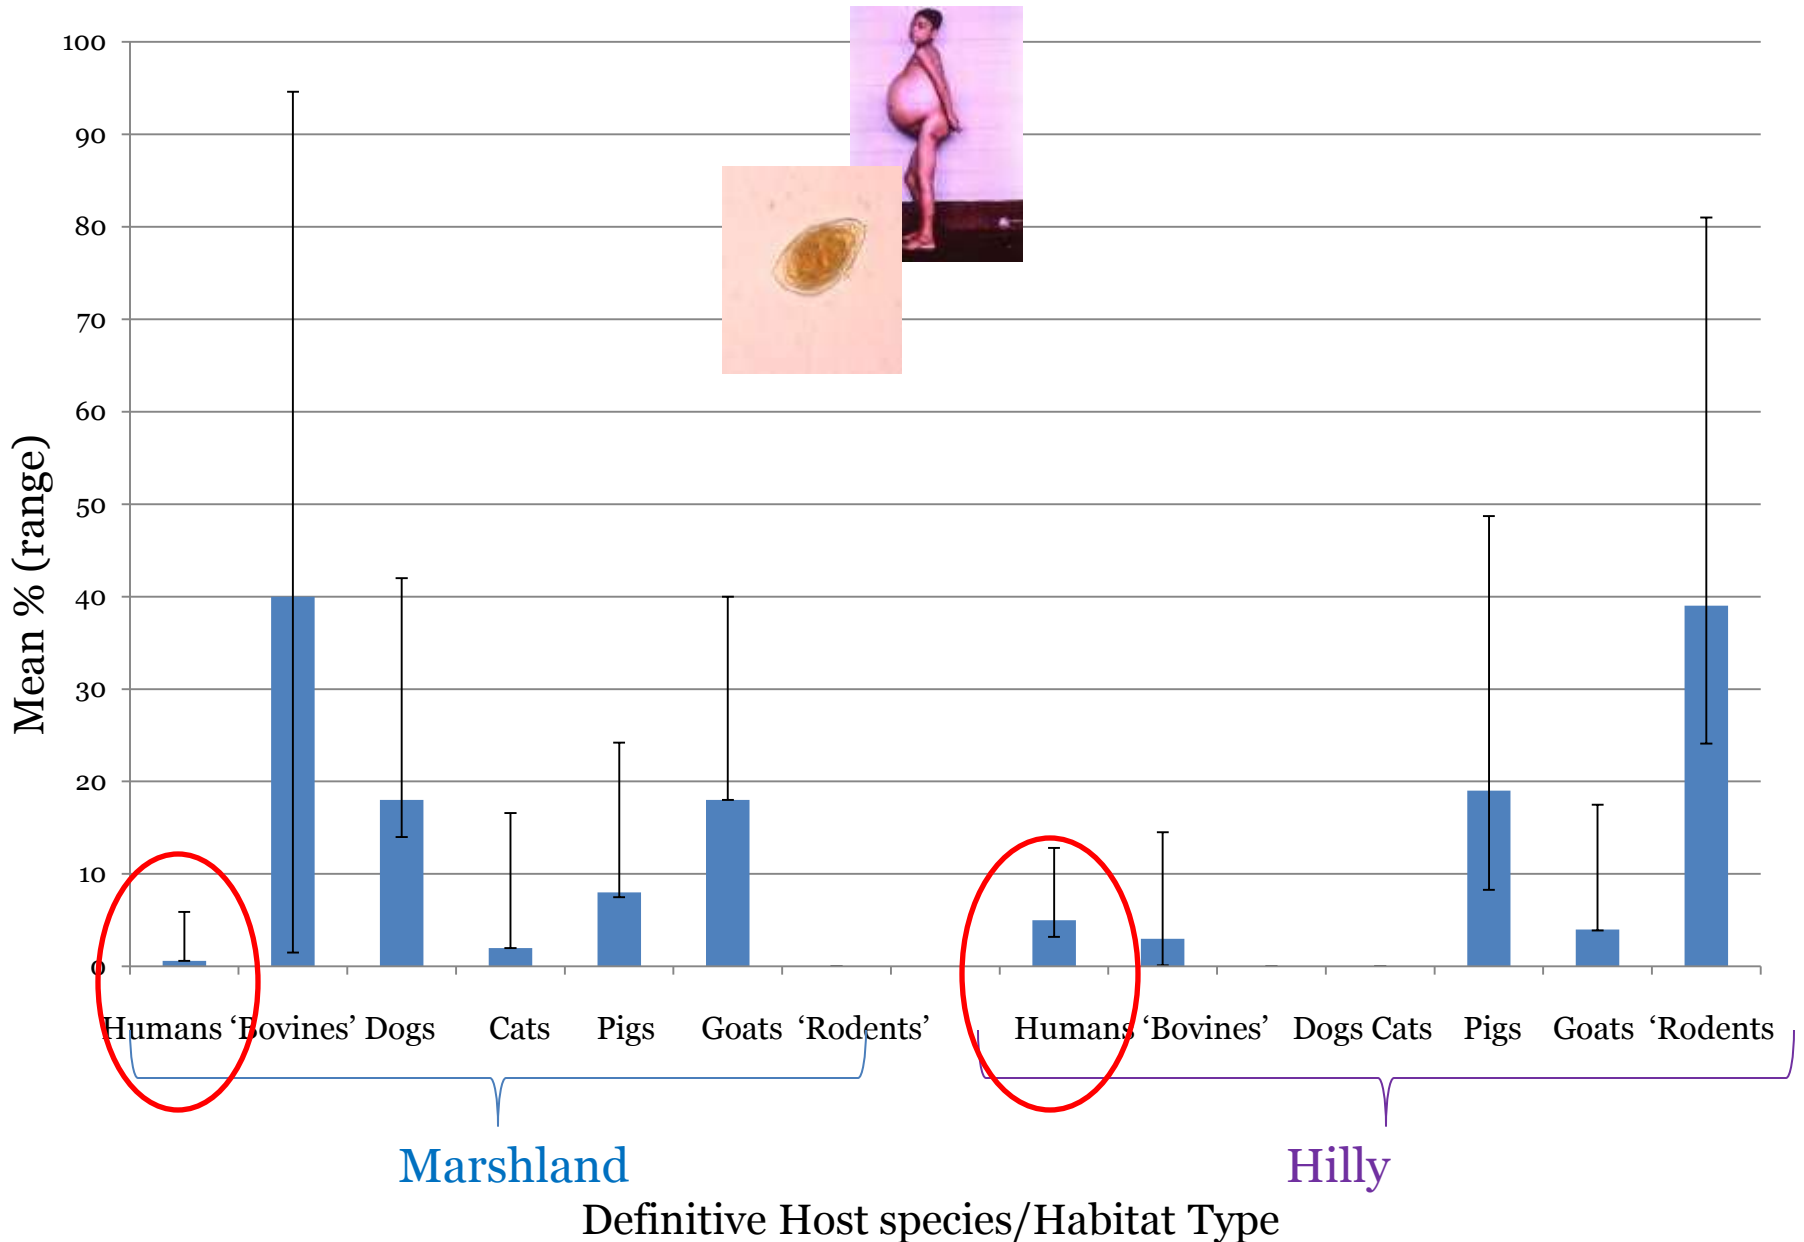 100
90
80
70
60
50
40
30
20
10
0
Mean % (range)
Humans ‘Bovines’ Dogs Cats Pigs Goats ‘Rodents’ Humans ‘Bovines’ Dogs Cats Pigs Goats ‘Rodents
Marshland Hilly
Definitive Host species/Habitat Type